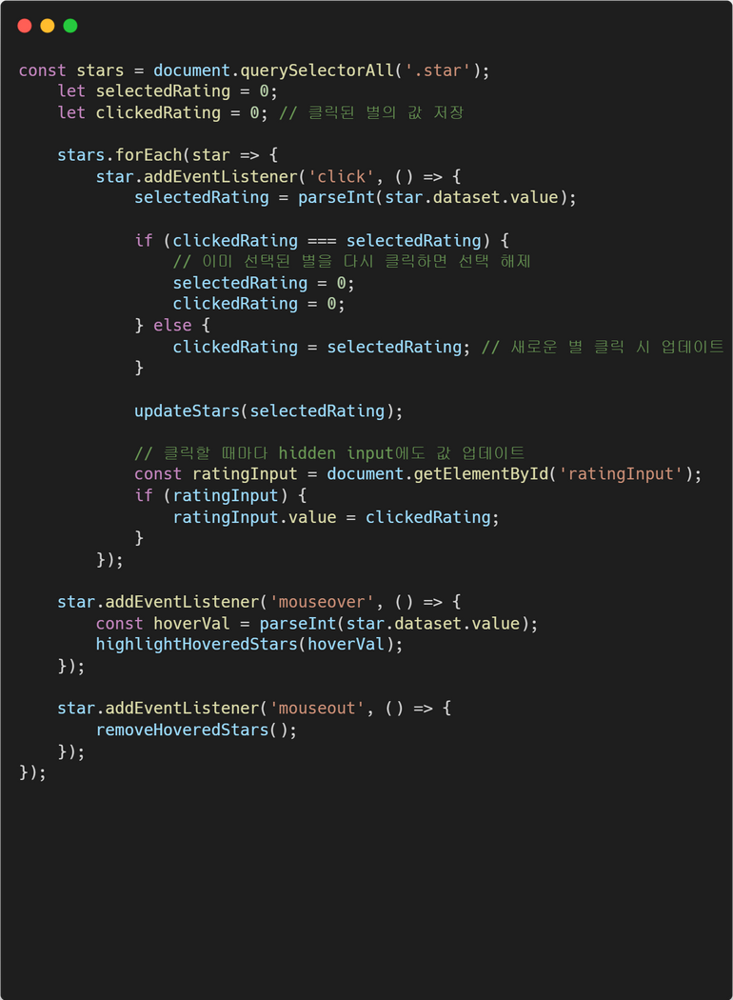 const stars = document.querySelectorAll('.star');
    let selectedRating = 0;
    let clickedRating = 0; // 클릭된 별의 값 저장

    stars.forEach(star => {
        star.addEventListener('click', () => {
            selectedRating = parseInt(star.dataset.value);

            if (clickedRating === selectedRating) {
                // 이미 선택된 별을 다시 클릭하면 선택 해제
                selectedRating = 0;
                clickedRating = 0;
            } else {
                clickedRating = selectedRating; // 새로운 별 클릭 시 업데이트
            }

            updateStars(selectedRating);

            // 클릭할 때마다 hidden input에도 값 업데이트
            const ratingInput = document.getElementById('ratingInput');
            if (ratingInput) {
                ratingInput.value = clickedRating;
            }
        });

    star.addEventListener('mouseover', () => {
        const hoverVal = parseInt(star.dataset.value);
        highlightHoveredStars(hoverVal);
    });

    star.addEventListener('mouseout', () => {
        removeHoveredStars();
    });
});